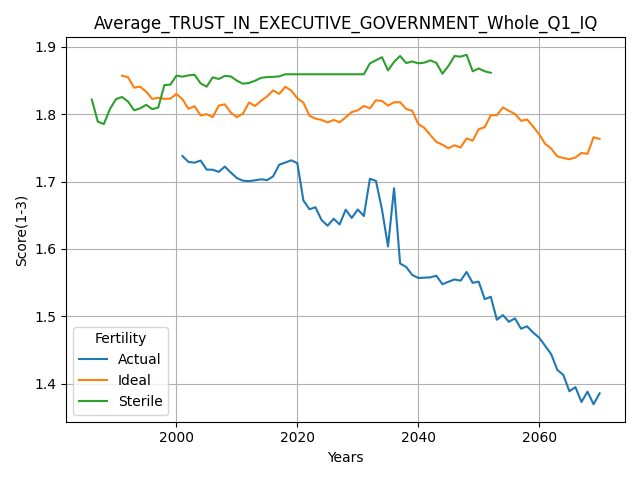 Average_TRUST_IN_EXECUTIVE_GOVERNMENT_Whole_Q1_IQ
Score(1-3)
1.9
1.8
1.7
1.6
1.5
1.4
Fertility
Actual
Ideal
Sterile
2000 2020 2040 2060
Years